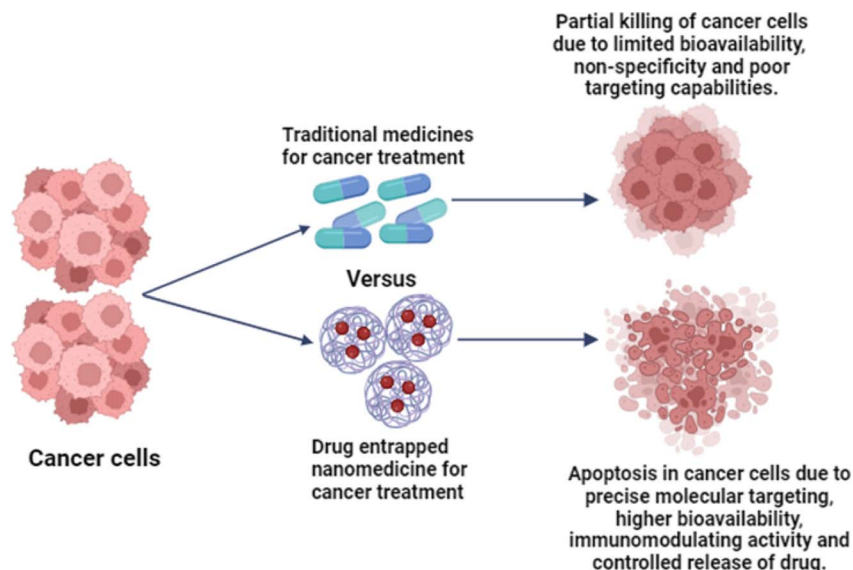 Partial killing of cancer cells
due to limited bioavailability,
non-specificity and poor
targeting capabilities.
Traditional medicines
for cancer treatment
Versus
Cancer cells
Drug entrapped
nanomedicine for
cancer treatment
Apoptosis in cancer cells due to
precise molecular targeting,
higher bioavailability,
immunomodulating activity and
controlled release of drug.